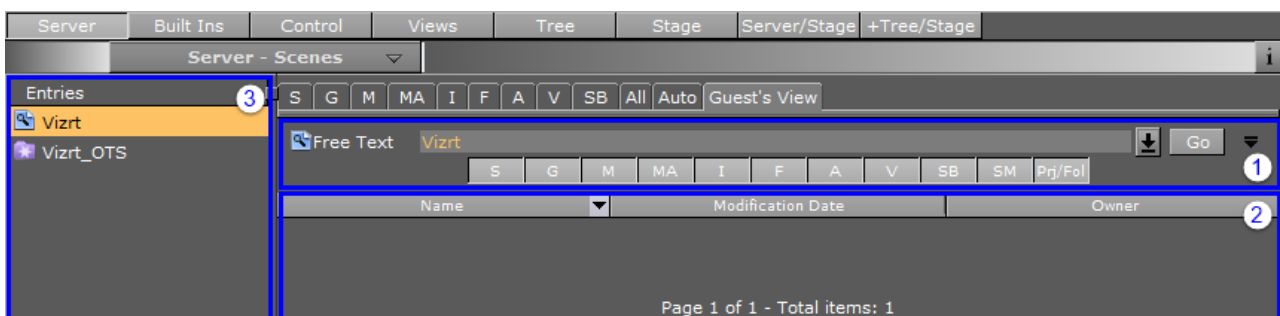 Server Built Ins Control Views Tree Stage Server/Stage +Tree/Stage
Server - Scenes i
Entries 3 S G M MA I F A V SB All Auto Guest's View
Vizrt
Free Text Vizrt Go
Vizrt_OTS
S G M MA I F A V SB SM Prj/Fol 1
Name Modification Date Owner 2
Page 1 of 1 - Total items: 1